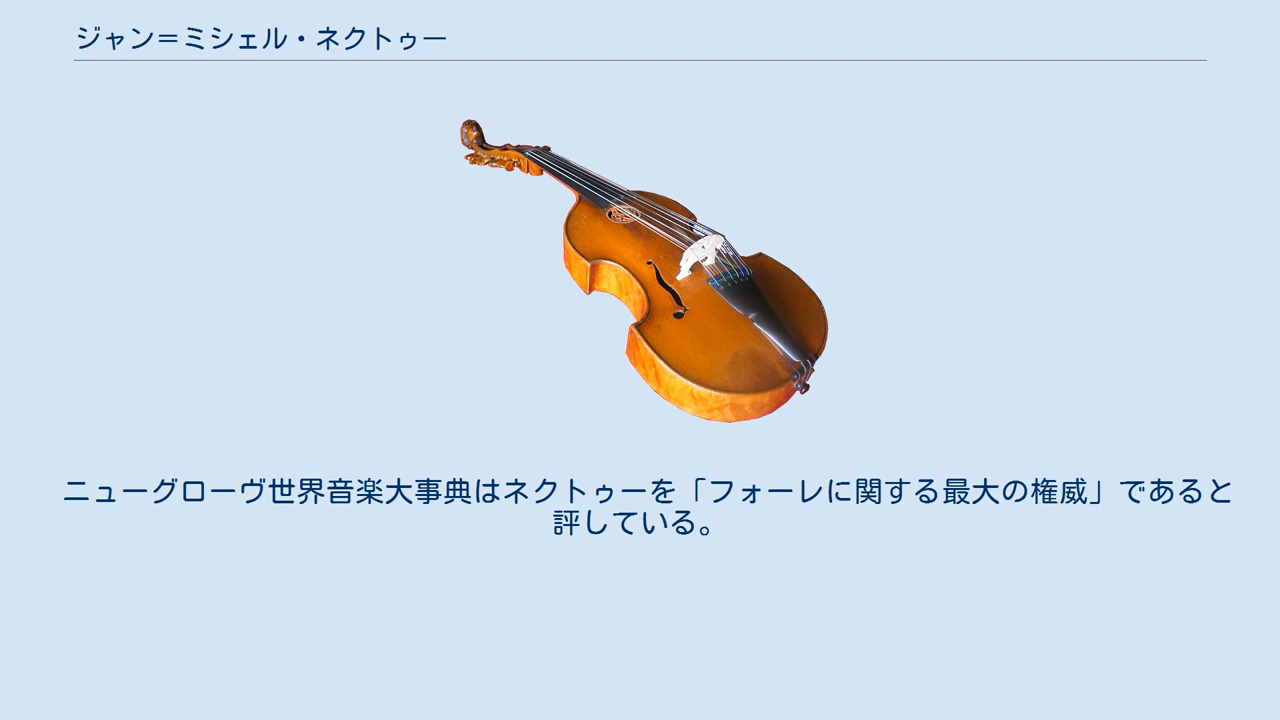 ジャン＝ミシェル・ネクトゥー
ニューグローヴ世界音楽大事典はネクトゥーを「フォーレに関する最大の権威」であると
評している。